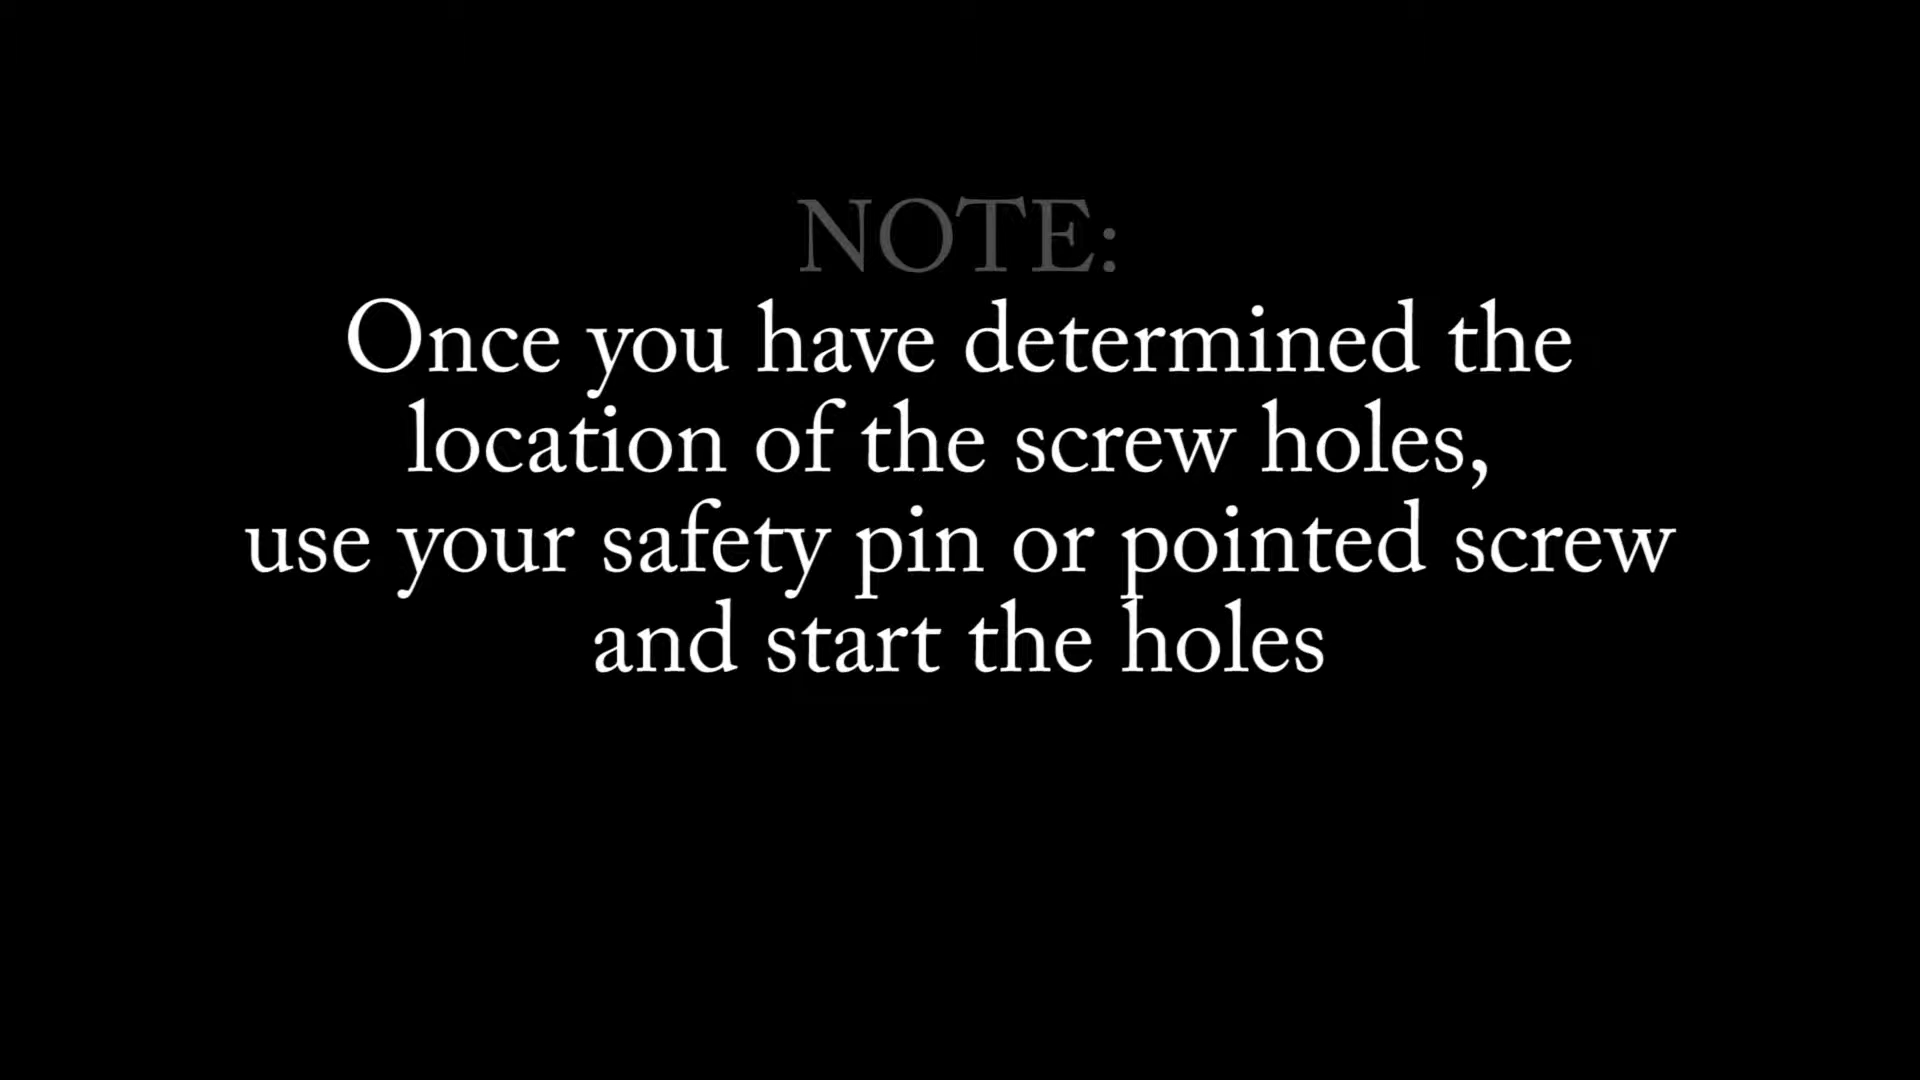 NOTE:
Once you have determined the
location of the screw holes,
use your safety pin or pointed screw
and start the holes